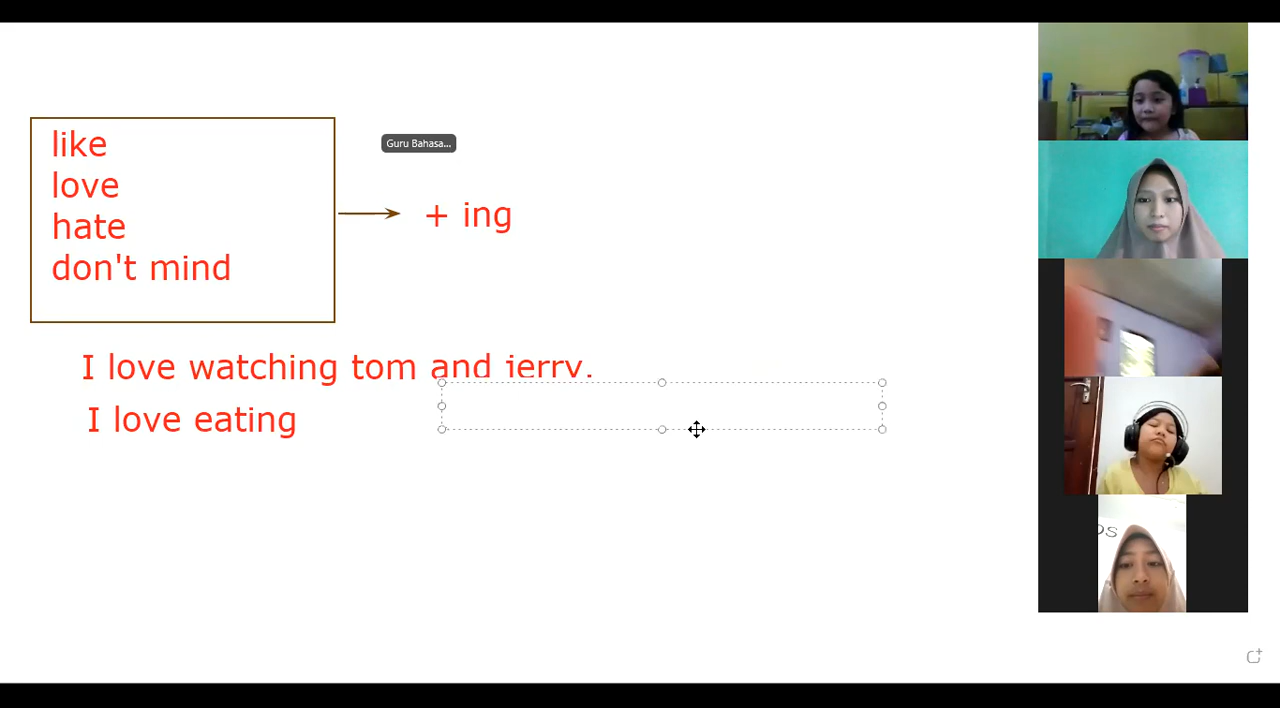 like
love
hate
don't mind
Guru Bahasa...
+ ing
I love watching tom and jerry.
I love eating